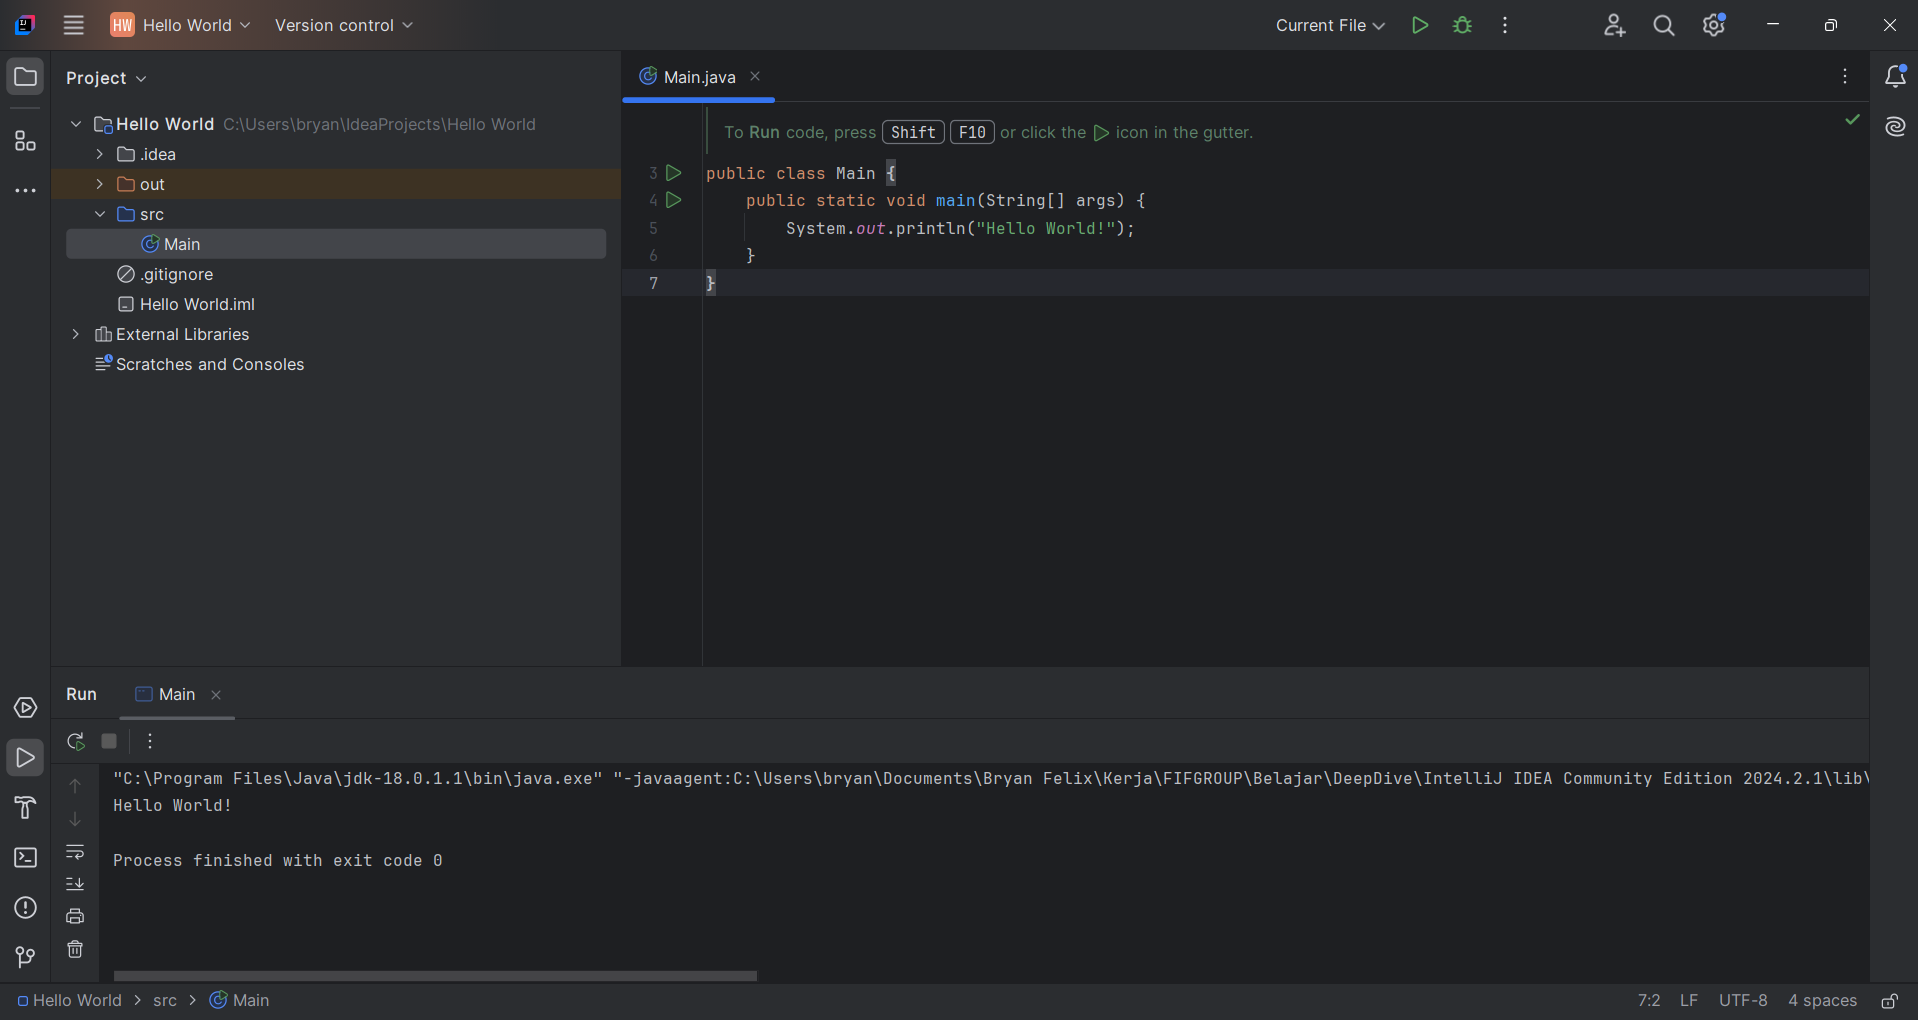 HW Hello World Version control Current File
Project
Main.java
Hello World C:\Users\bryan\IdeaProjects\Hello World
.idea
out
src
Main
.gitignore
Hello World.iml
External Libraries
Scratches and Consoles
To Run code, press Shift F10 or click the icon in the gutter.
3 public class Main {
4 public static void main(String[] args) {
5 System.out.println("Hello World!");
6 }
7 }
Run Main
"C:\Program Files\Java\jdk-18.0.1.1\bin\java.exe" "-javaagent:C:\Users\bryan\Documents\Bryan Felix\Kerja\FIFGROUP\Belajar\DeepDive\IntelliJ IDEA Community Edition 2024.2.1\lib\
Hello World!
Process finished with exit code 0
Hello World > src > Main 7:2 LF UTF-8 4 spaces